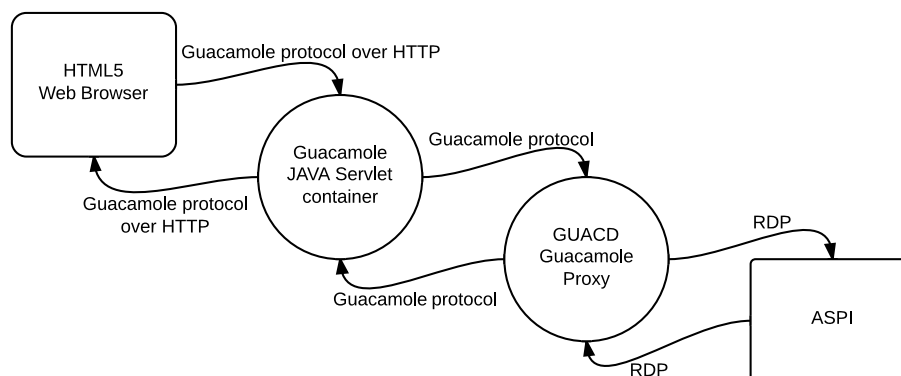 Guacamole protocol over HTTP
HTML5
Web Browser
Guacamole protocol
Guacamole
JAVA Servlet
container
Guacamole protocol
over HTTP
RDP
GUACD
Guacamole
Proxy
Guacamole protocol
ASPI
RDP